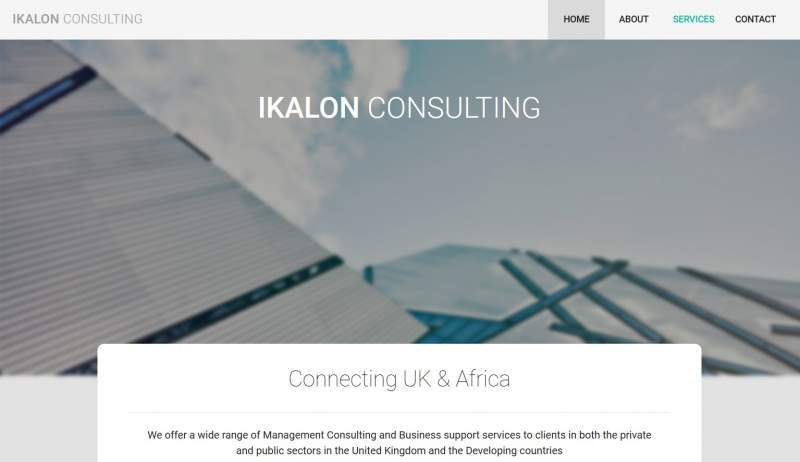 IKALON CONSULTING
HOME
ABOUT
SERVICES
CONTACT
IKALON CONSULTING
Connecting UK & Africa
We offer a wide range of Management Consulting and Business support services to clients in both the private
and public sectors in the United Kingdom and the Developing countries